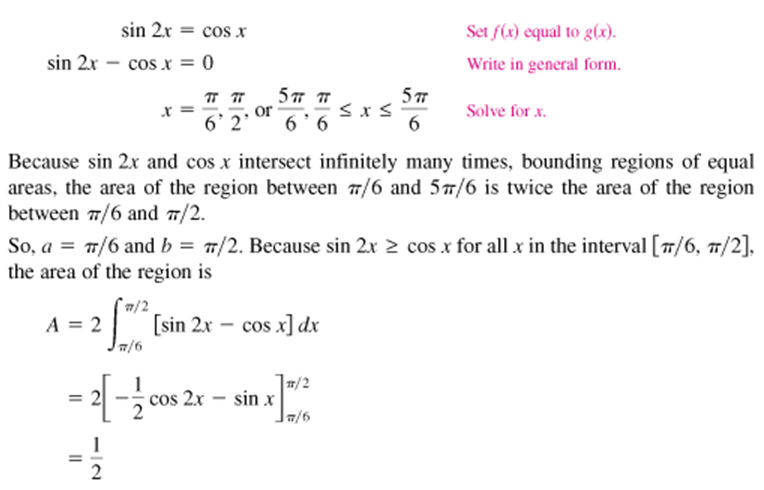 sin 2x = cos x    Set f(x) equal to g(x).
sin 2x − cos x = 0    Write in general form.
x = π/6, π/2, or 5π/6, π/6 ≤ x ≤ 5π/6    Solve for x.
Because sin 2x and cos x intersect infinitely many times, bounding regions of equal
areas, the area of the region between π/6 and 5π/6 is twice the area of the region
between π/6 and π/2.
So, a = π/6 and b = π/2. Because sin 2x ≥ cos x for all x in the interval [π/6, π/2],
the area of the region is
A = 2 ∫_{π/6}^{π/2} [sin 2x − cos x] dx
= 2[−1/2 cos 2x − sin x]_{π/6}^{π/2}
= 1/2